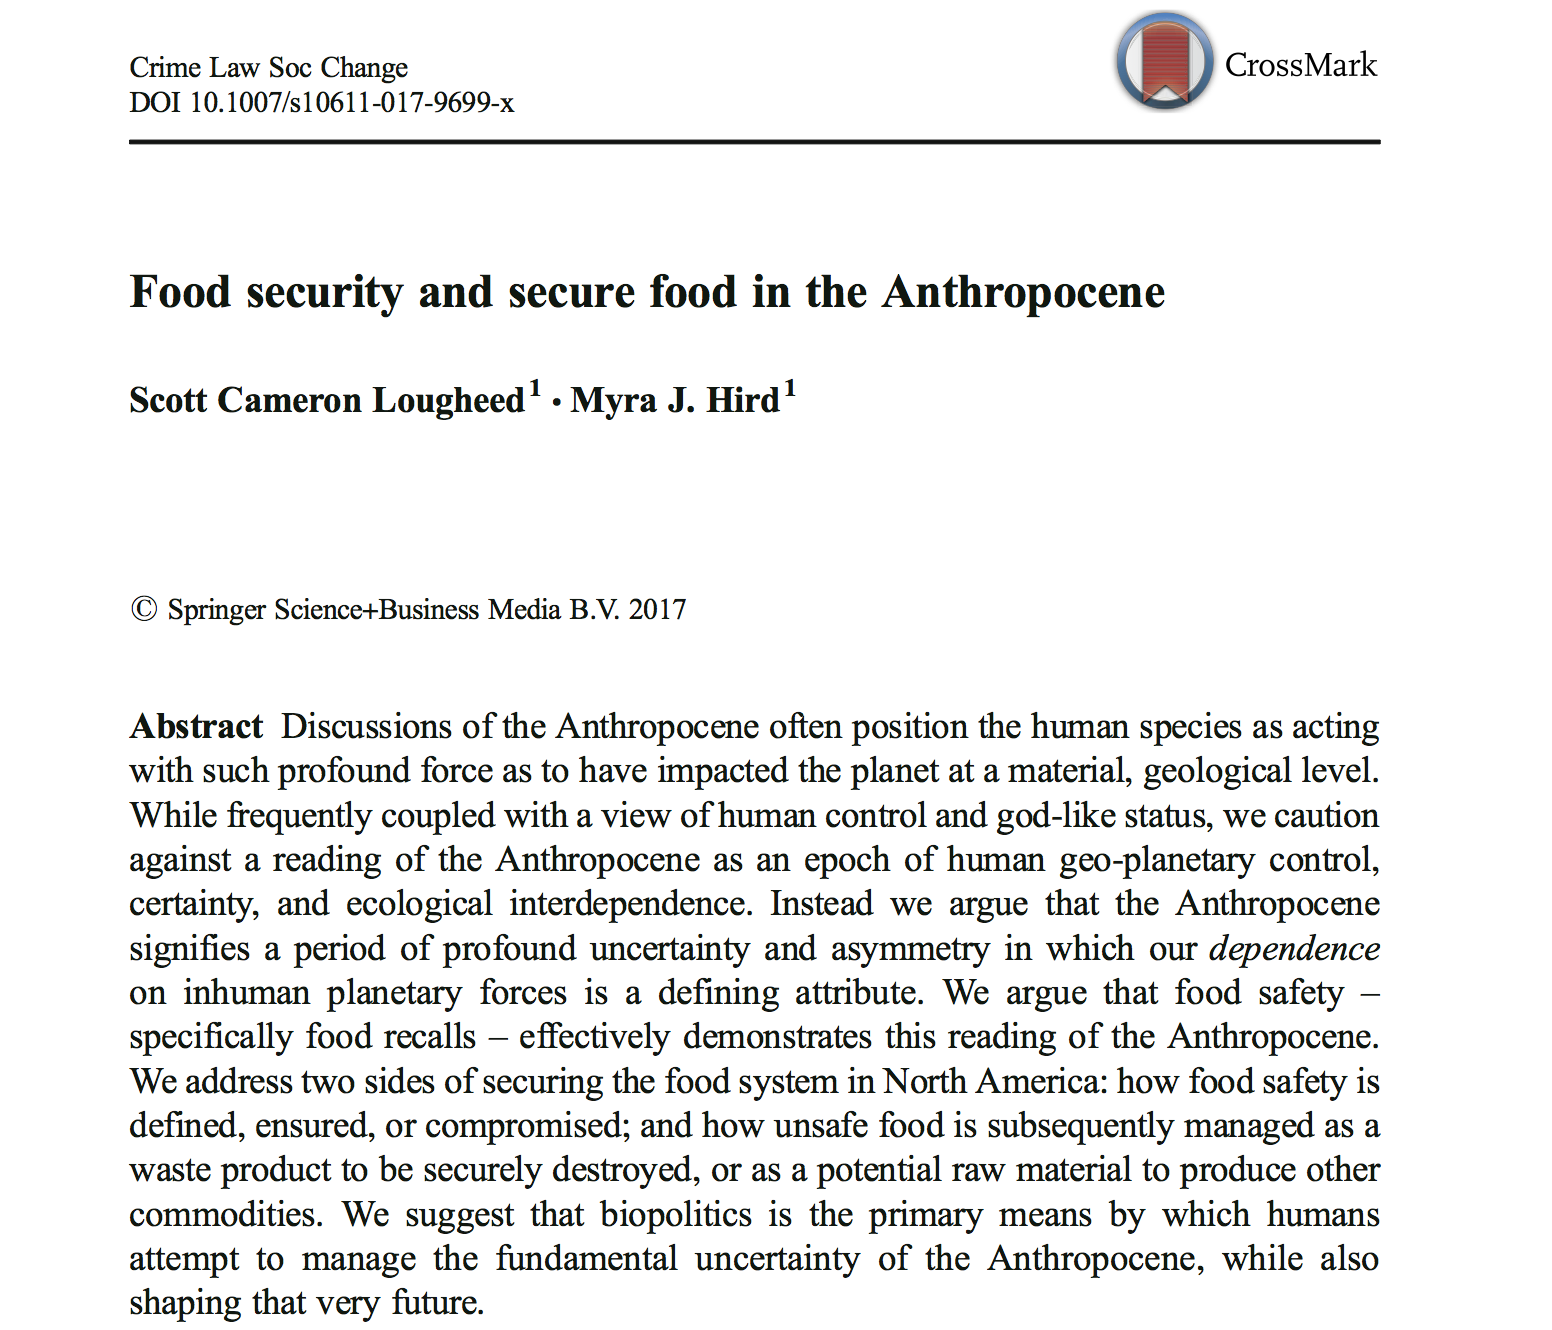 Crime Law Soc Change
DOI 10.1007/s10611-017-9699-x
CrossMark
Food security and secure food in the Anthropocene
Scott Cameron Lougheed1 · Myra J. Hird1
© Springer Science+Business Media B.V. 2017
Abstract Discussions of the Anthropocene often position the human species as acting
with such profound force as to have impacted the planet at a material, geological level.
While frequently coupled with a view of human control and god-like status, we caution
against a reading of the Anthropocene as an epoch of human geo-planetary control,
certainty, and ecological interdependence. Instead we argue that the Anthropocene
signifies a period of profound uncertainty and asymmetry in which our dependence
on inhuman planetary forces is a defining attribute. We argue that food safety –
specifically food recalls – effectively demonstrates this reading of the Anthropocene.
We address two sides of securing the food system in North America: how food safety is
defined, ensured, or compromised; and how unsafe food is subsequently managed as a
waste product to be securely destroyed, or as a potential raw material to produce other
commodities. We suggest that biopolitics is the primary means by which humans
attempt to manage the fundamental uncertainty of the Anthropocene, while also
shaping that very future.